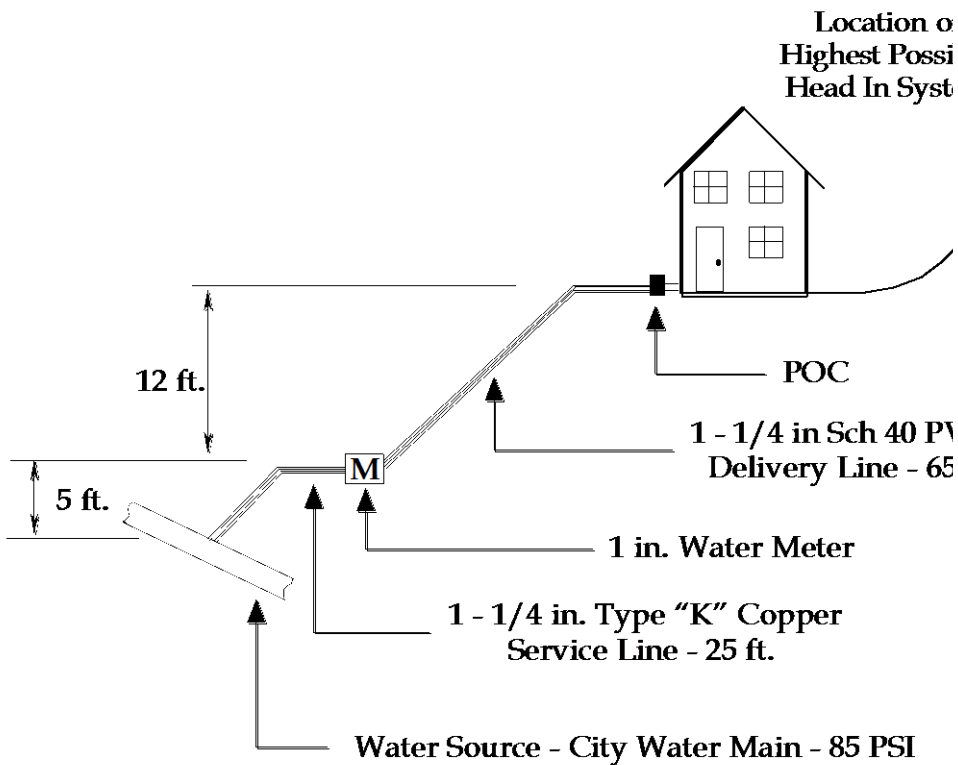 Location o
Highest Possi
Head In Syst
12 ft.
POC
1 - 1/4 in Sch 40 P
Delivery Line - 65
5 ft.
M
1 in. Water Meter
1 - 1/4 in. Type “K” Copper
Service Line - 25 ft.
Water Source - City Water Main - 85 PSI